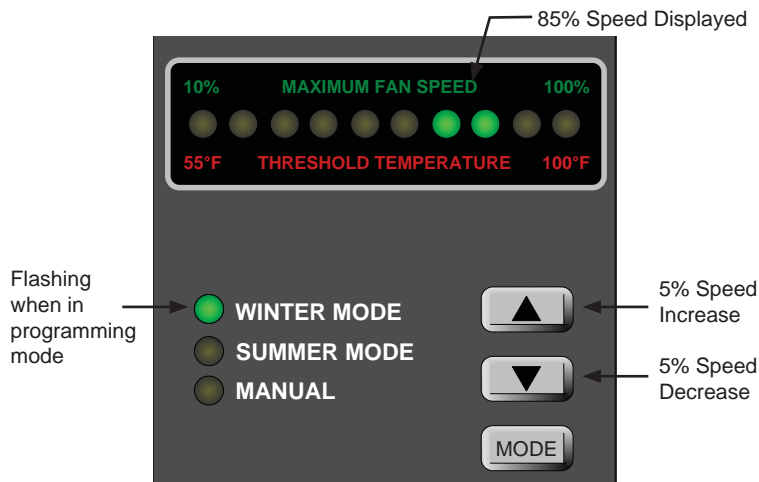 85% Speed Displayed
10% MAXIMUM FAN SPEED 100%
55°F THRESHOLD TEMPERATURE 100°F
Flashing
when in
programming
mode
WINTER MODE
SUMMER MODE
MANUAL
5% Speed
Increase
5% Speed
Decrease
MODE